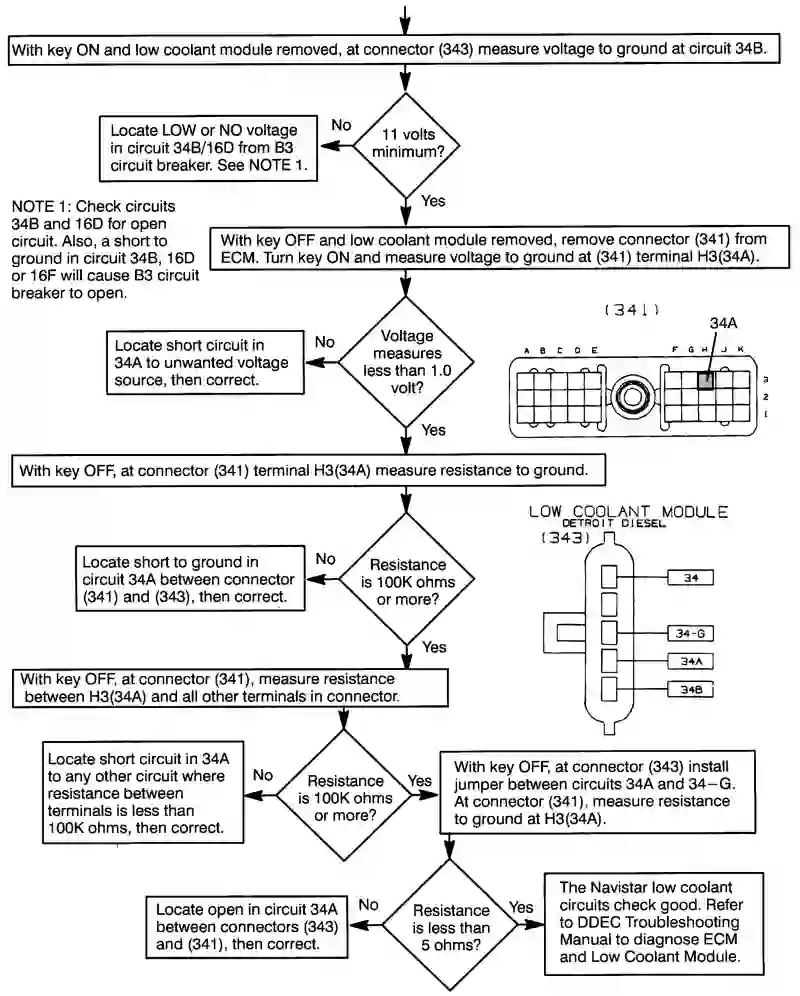 With key ON and low coolant module removed, at connector (343) measure voltage to ground at circuit 34B.
Locate LOW or NO voltage
in circuit 34B/16D from B3
circuit breaker. See NOTE 1.
No
11 volts
minimum?
Yes
NOTE 1: Check circuits
34B and 16D for open
circuit. Also, a short to
ground in circuit 34B, 16D
or 16F will cause B3 circuit
breaker to open.
With key OFF and low coolant module removed, remove connector (341) from
ECM. Turn key ON and measure voltage to ground at (341) terminal H3(34A).
Locate short circuit in
34A to unwanted voltage
source, then correct.
No
Voltage
measures
less than 1.0
volt?
Yes
(341)
34A
A B C D E F G H J K
3
2
1
With key OFF, at connector (341) terminal H3(34A) measure resistance to ground.
Locate short to ground in
circuit 34A between connector
(341) and (343), then correct.
No
Resistance
is 100K ohms
or more?
Yes
LOW COOLANT MODULE
DETROIT DIESEL
(343)
34
34-G
34A
34B
With key OFF, at connector (341), measure resistance
between H3(34A) and all other terminals in connector.
Locate short circuit in 34A
to any other circuit where
resistance between
terminals is less than
100K ohms, then correct.
No
Resistance
is 100K ohms
or more?
Yes
With key OFF, at connector (343) install
jumper between circuits 34A and 34–G.
At connector (341), measure resistance
to ground at H3(34A).
Locate open in circuit 34A
between connectors (343)
and (341), then correct.
No
Resistance
is less than
5 ohms?
Yes
The Navistar low coolant
circuits check good. Refer
to DDEC Troubleshooting
Manual to diagnose ECM
and Low Coolant Module.